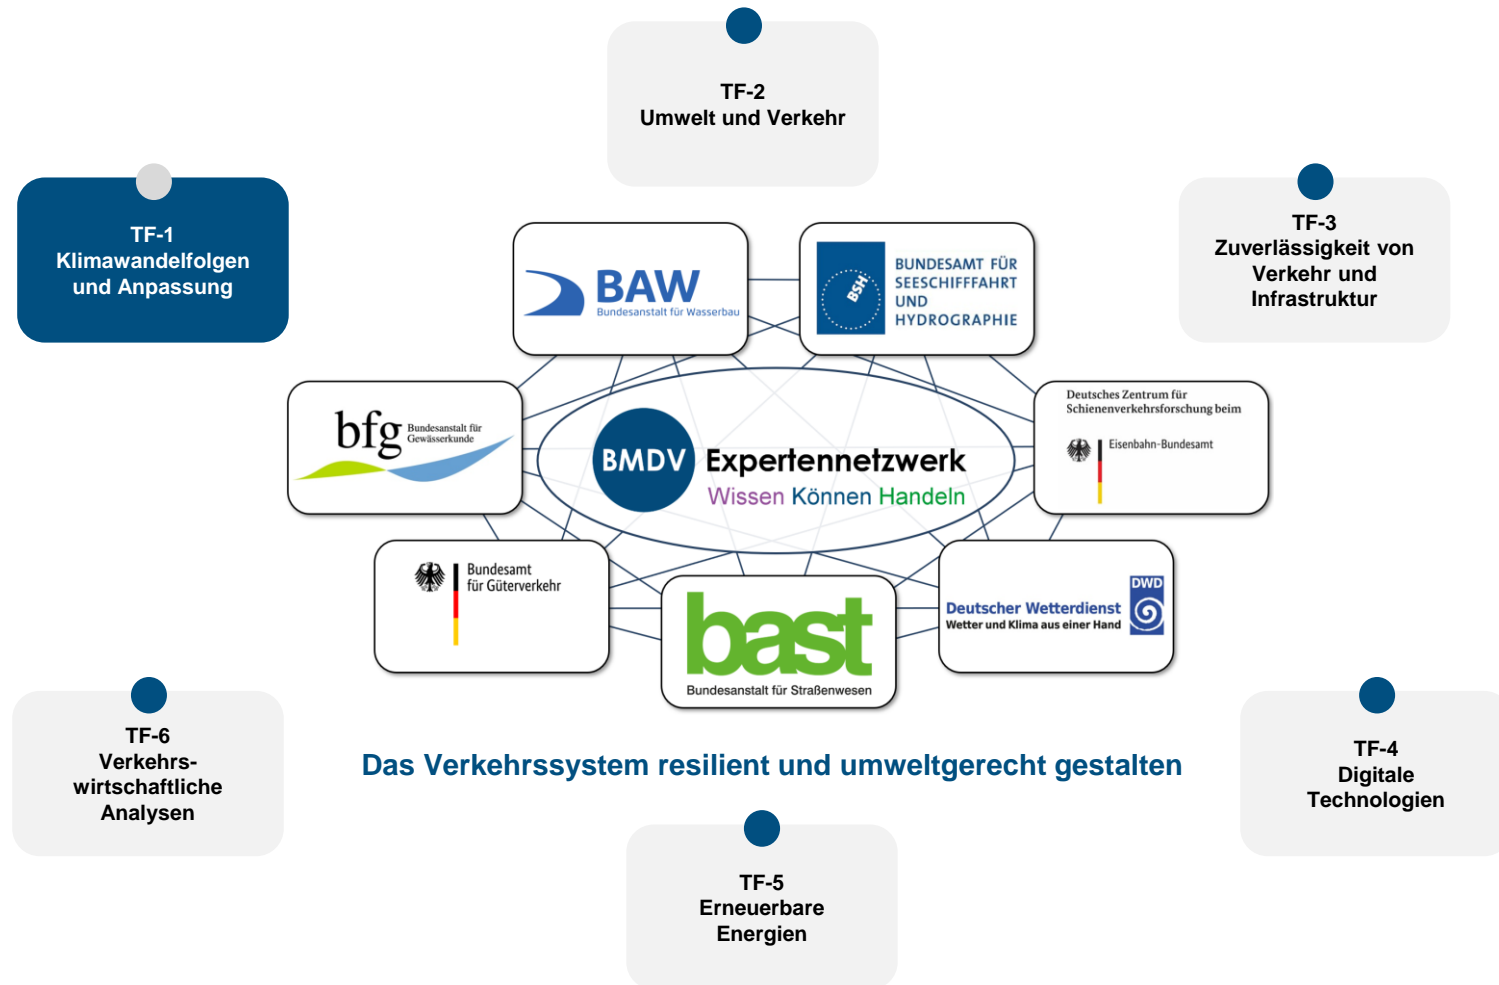 TF-2
Umwelt und Verkehr
TF-1
Klimawandelfolgen
und Anpassung
TF-3
Zuverlässigkeit von
Verkehr und
Infrastruktur
BAW
Bundesanstalt für Wasserbau
BSH
BUNDESAMT FÜR
SEESCHIFFFAHRT
UND
HYDROGRAPHIE
bfg
Bundesanstalt für
Gewässerkunde
BMDV
Expertennetzwerk
Wissen Können Handeln
Deutsches Zentrum für
Schienenverkehrsforschung beim
Eisenbahn-Bundesamt
Bundesamt
für Güterverkehr
bast
Bundesanstalt für Straßenwesen
DWD
Deutscher Wetterdienst
Wetter und Klima aus einer Hand
TF-6
Verkehrs-
wirtschaftliche
Analysen
Das Verkehrssystem resilient und umweltgerecht gestalten
TF-4
Digitale
Technologien
TF-5
Erneuerbare
Energien